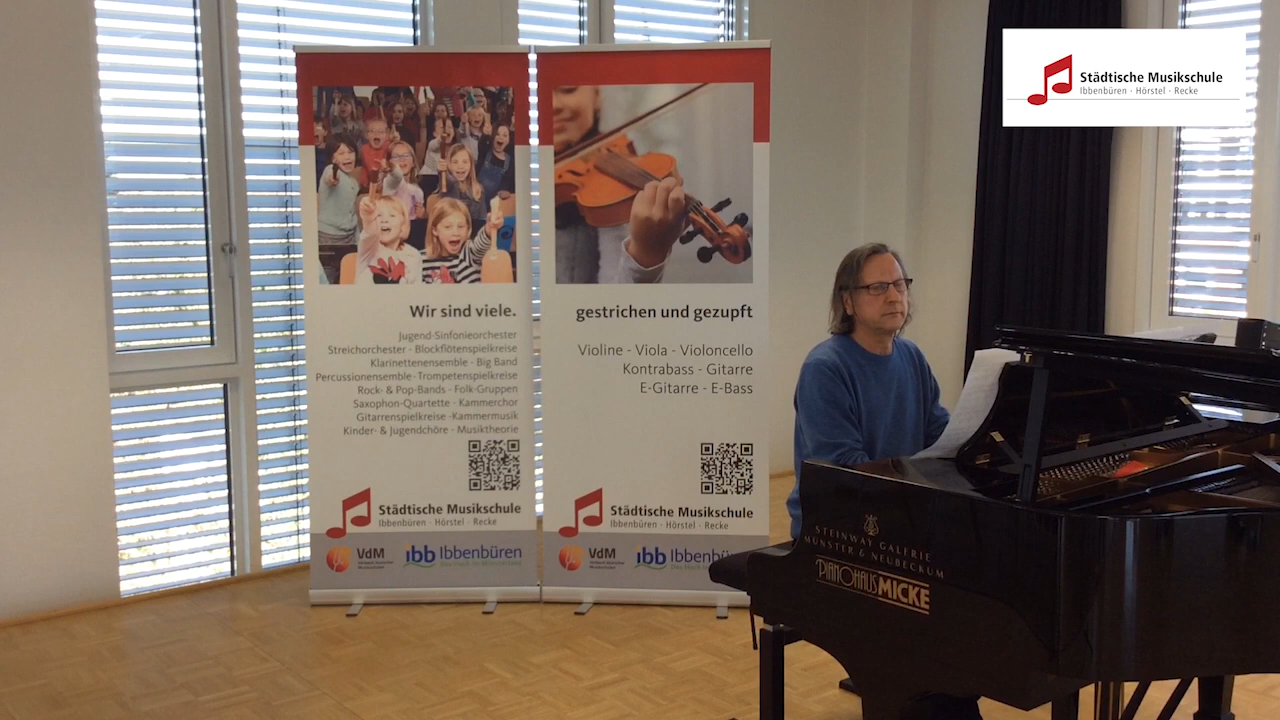 Städtische Musikschule
Ibbenbüren · Hörstel · Recke
Wir sind viele.
Jugend-Sinfonieorchester
Streichorchester - Blockflötenspielkreise
Klarinettenensemble - Big Band
Percussionensemble - Trompetenspielkreise
Rock- & Pop-Bands - Folk-Gruppen
Saxophon-Quartette - Kammerchor
Gitarrenspielkreise - Kammermusik
Kinder- & Jugendchöre - Musiktheorie
Städtische Musikschule
Ibbenbüren · Hörstel · Recke
VdM
ibb Ibbenbüren
gestrichen und gezupft
Violine - Viola - Violoncello
Kontrabass - Gitarre
E-Gitarre - E-Bass
Städtische Musikschule
Ibbenbüren · Hörstel · Recke
VdM
ibb Ibbenbü
STEINWAY GALERIE
MÜNSTER & NEUBECKUM
PIANOHAUS MICKE